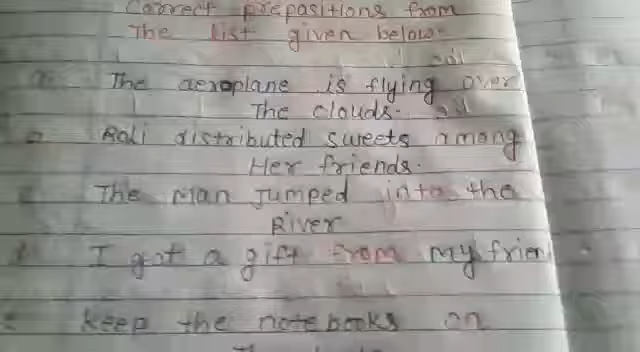 Correct prepositions from
The list given below.
The aeroplane is flying over
The clouds.
distributed sweets among
Her friends.
The Man Jumped into the
River
I got a gift from my frien
keep the notebooks on